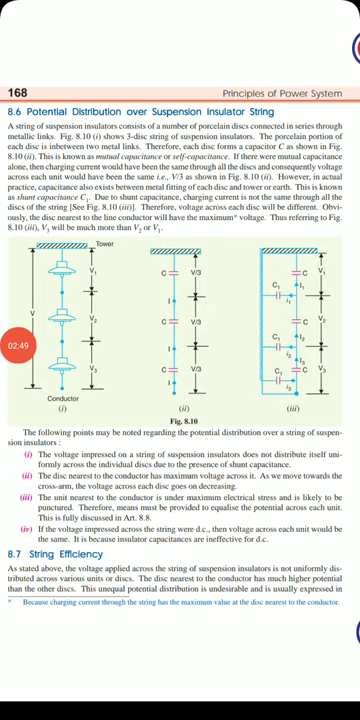 168
Principles of Power System
8.6 Potential Distribution over Suspension Insulator String
A string of suspension insulators consists of a number of porcelain discs connected in series through
metallic links. Fig. 8.10 (i) shows 3-disc string of suspension insulators. The porcelain portion of
each disc is inbetween two metal links. Therefore, each disc forms a capacitor C as shown in Fig.
8.10 (ii). This is known as mutual capacitance or self-capacitance. If there were mutual capacitance
alone, then charging current would have been the same through all the discs and consequently voltage
across each unit would have been the same i.e., V/3 as shown in Fig. 8.10 (ii). However, in actual
practice, capacitance also exists between metal fitting of each disc and tower or earth. This is known
as shunt capacitance C1. Due to shunt capacitance, charging current is not the same through all the
discs of the string [See Fig. 8.10 (iii)]. Therefore, voltage across each disc will be different. Obvi-
ously, the disc nearest to the line conductor will have the maximum* voltage. Thus referring to Fig.
8.10 (iii), V3 will be much more than V2 or V1.
Tower
V1
C
V/3
C
V1
C1
I1
i1
V
V2
C
V/3
C
V2
02:49
I
C1
I2
i2
V3
I
C
V/3
I3
C1
C
V3
I
i3
Conductor
(i)
(ii)
(iii)
Fig. 8.10
The following points may be noted regarding the potential distribution over a string of suspen-
sion insulators :
(i) The voltage impressed on a string of suspension insulators does not distribute itself uni-
formly across the individual discs due to the presence of shunt capacitance.
(ii) The disc nearest to the conductor has maximum voltage across it. As we move towards the
cross-arm, the voltage across each disc goes on decreasing.
(iii) The unit nearest to the conductor is under maximum electrical stress and is likely to be
punctured. Therefore, means must be provided to equalise the potential across each unit.
This is fully discussed in Art. 8.8.
(iv) If the voltage impressed across the string were d.c., then voltage across each unit would be
the same. It is because insulator capacitances are ineffective for d.c.
8.7 String Efficiency
As stated above, the voltage applied across the string of suspension insulators is not uniformly dis-
tributed across various units or discs. The disc nearest to the conductor has much higher potential
than the other discs. This unequal potential distribution is undesirable and is usually expressed in
* Because charging current through the string has the maximum value at the disc nearest to the conductor.